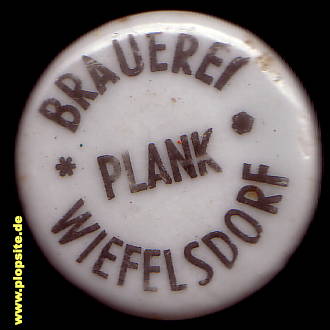 BRAUEREI
* PLANK *
WIEFELSDORF
www.plopsite.de